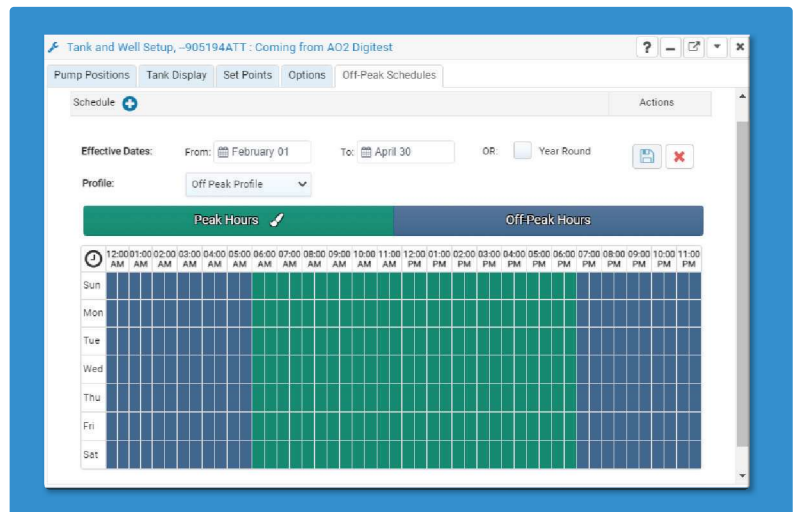 Tank and Well Setup, --905194ATT : Coming from AO2 Digitest ? 
Pump Positions Tank Display Set Points Options Off-Peak Schedules
Schedule Actions
Effective Dates: From: February 01 To: April 30 OR: Year Round
Profile: Off Peak Profile
Peak Hours Off-Peak Hours
12:00 01:00 02:00 03:00 04:00 05:00 06:00 07:00 08:00 09:00 10:00 11:00 12:00 01:00 02:00 03:00 04:00 05:00 06:00 07:00 08:00 09:00 10:00 11:00
AM AM AM AM AM AM AM AM AM AM AM AM PM PM PM PM PM PM PM PM PM PM PM PM
Sun
Mon
Tue
Wed
Thu
Fri
Sat